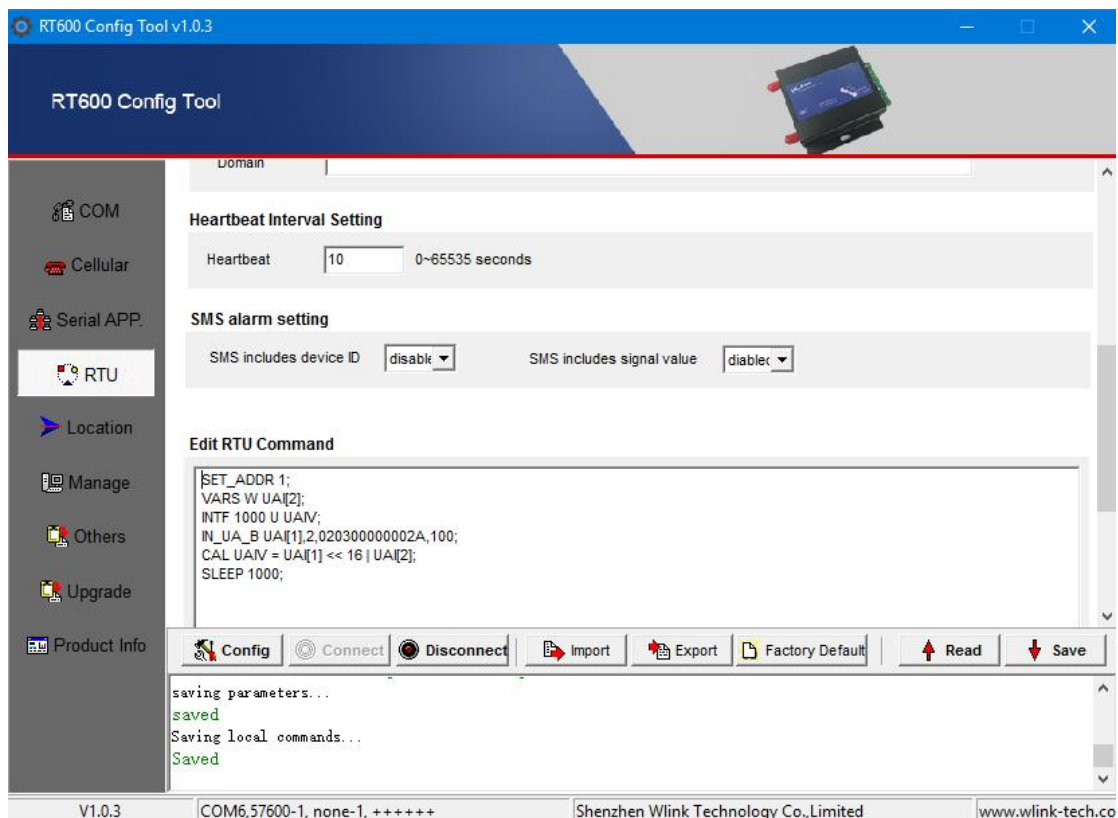 RT600 Config Tool v1.0.3
RT600 Config Tool
Domain
COM
Heartbeat Interval Setting
Cellular
Heartbeat 10 0~65535 seconds
Serial APP.
SMS alarm setting
SMS includes device ID disable SMS includes signal value diabled
RTU
Location
Edit RTU Command
SET_ADDR 1;
Manage
VARS W UAI[2];
INTF 1000 U UAIV;
IN_UA_B UAI[1],2,020300000002A,100;
Others
CAL UAIV = UAI[1] << 16 | UAI[2];
SLEEP 1000;
Upgrade
Product Info
Config Connect Disconnect Import Export Factory Default Read Save
saving parameters...
saved
Saving local commands...
Saved
V1.0.3 COM6,57600-1, none-1, ++++++ Shenzhen Wlink Technology Co.,Limited www.wlink-tech.co